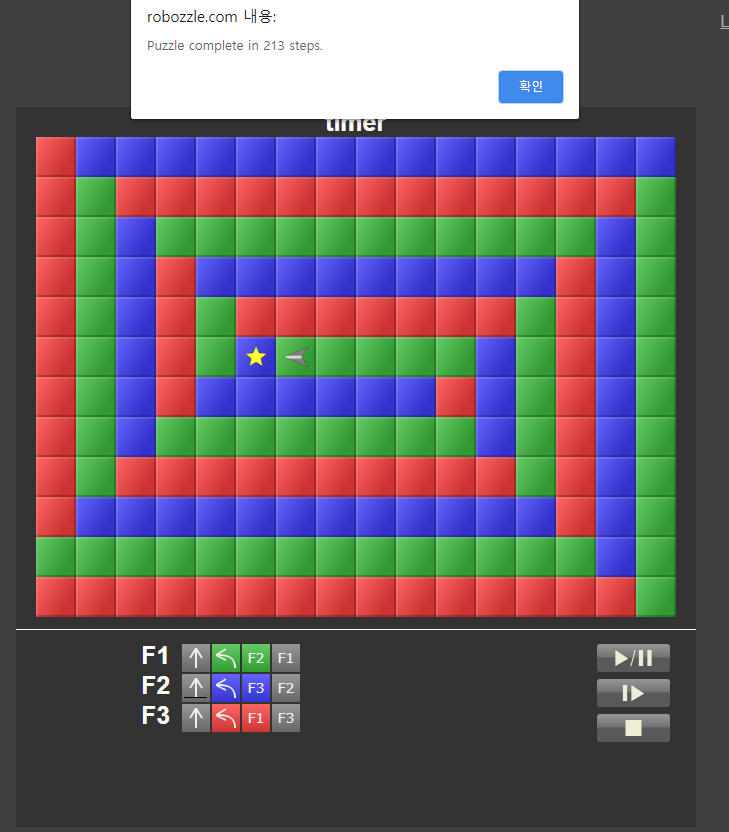 robozzle.com 내용:
Puzzle complete in 213 steps.
확인
timer
F1 F2 F1
F2 F3 F2
F3 F1 F3